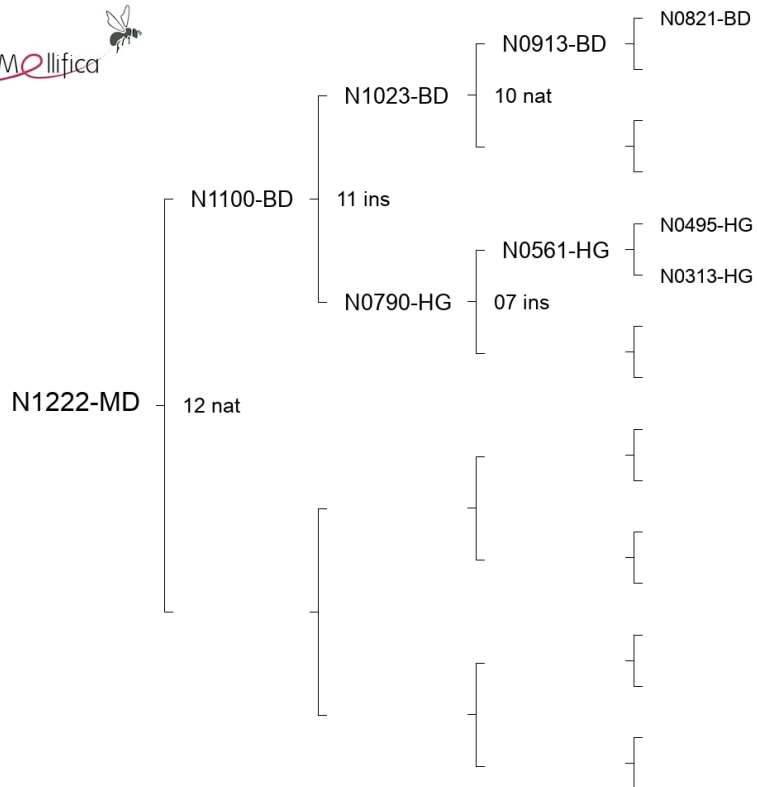 Mellifica
N0821-BD
N0913-BD
N1023-BD
10 nat
N1100-BD
11 ins
N0495-HG
N0561-HG
N0313-HG
N0790-HG
07 ins
N1222-MD
12 nat